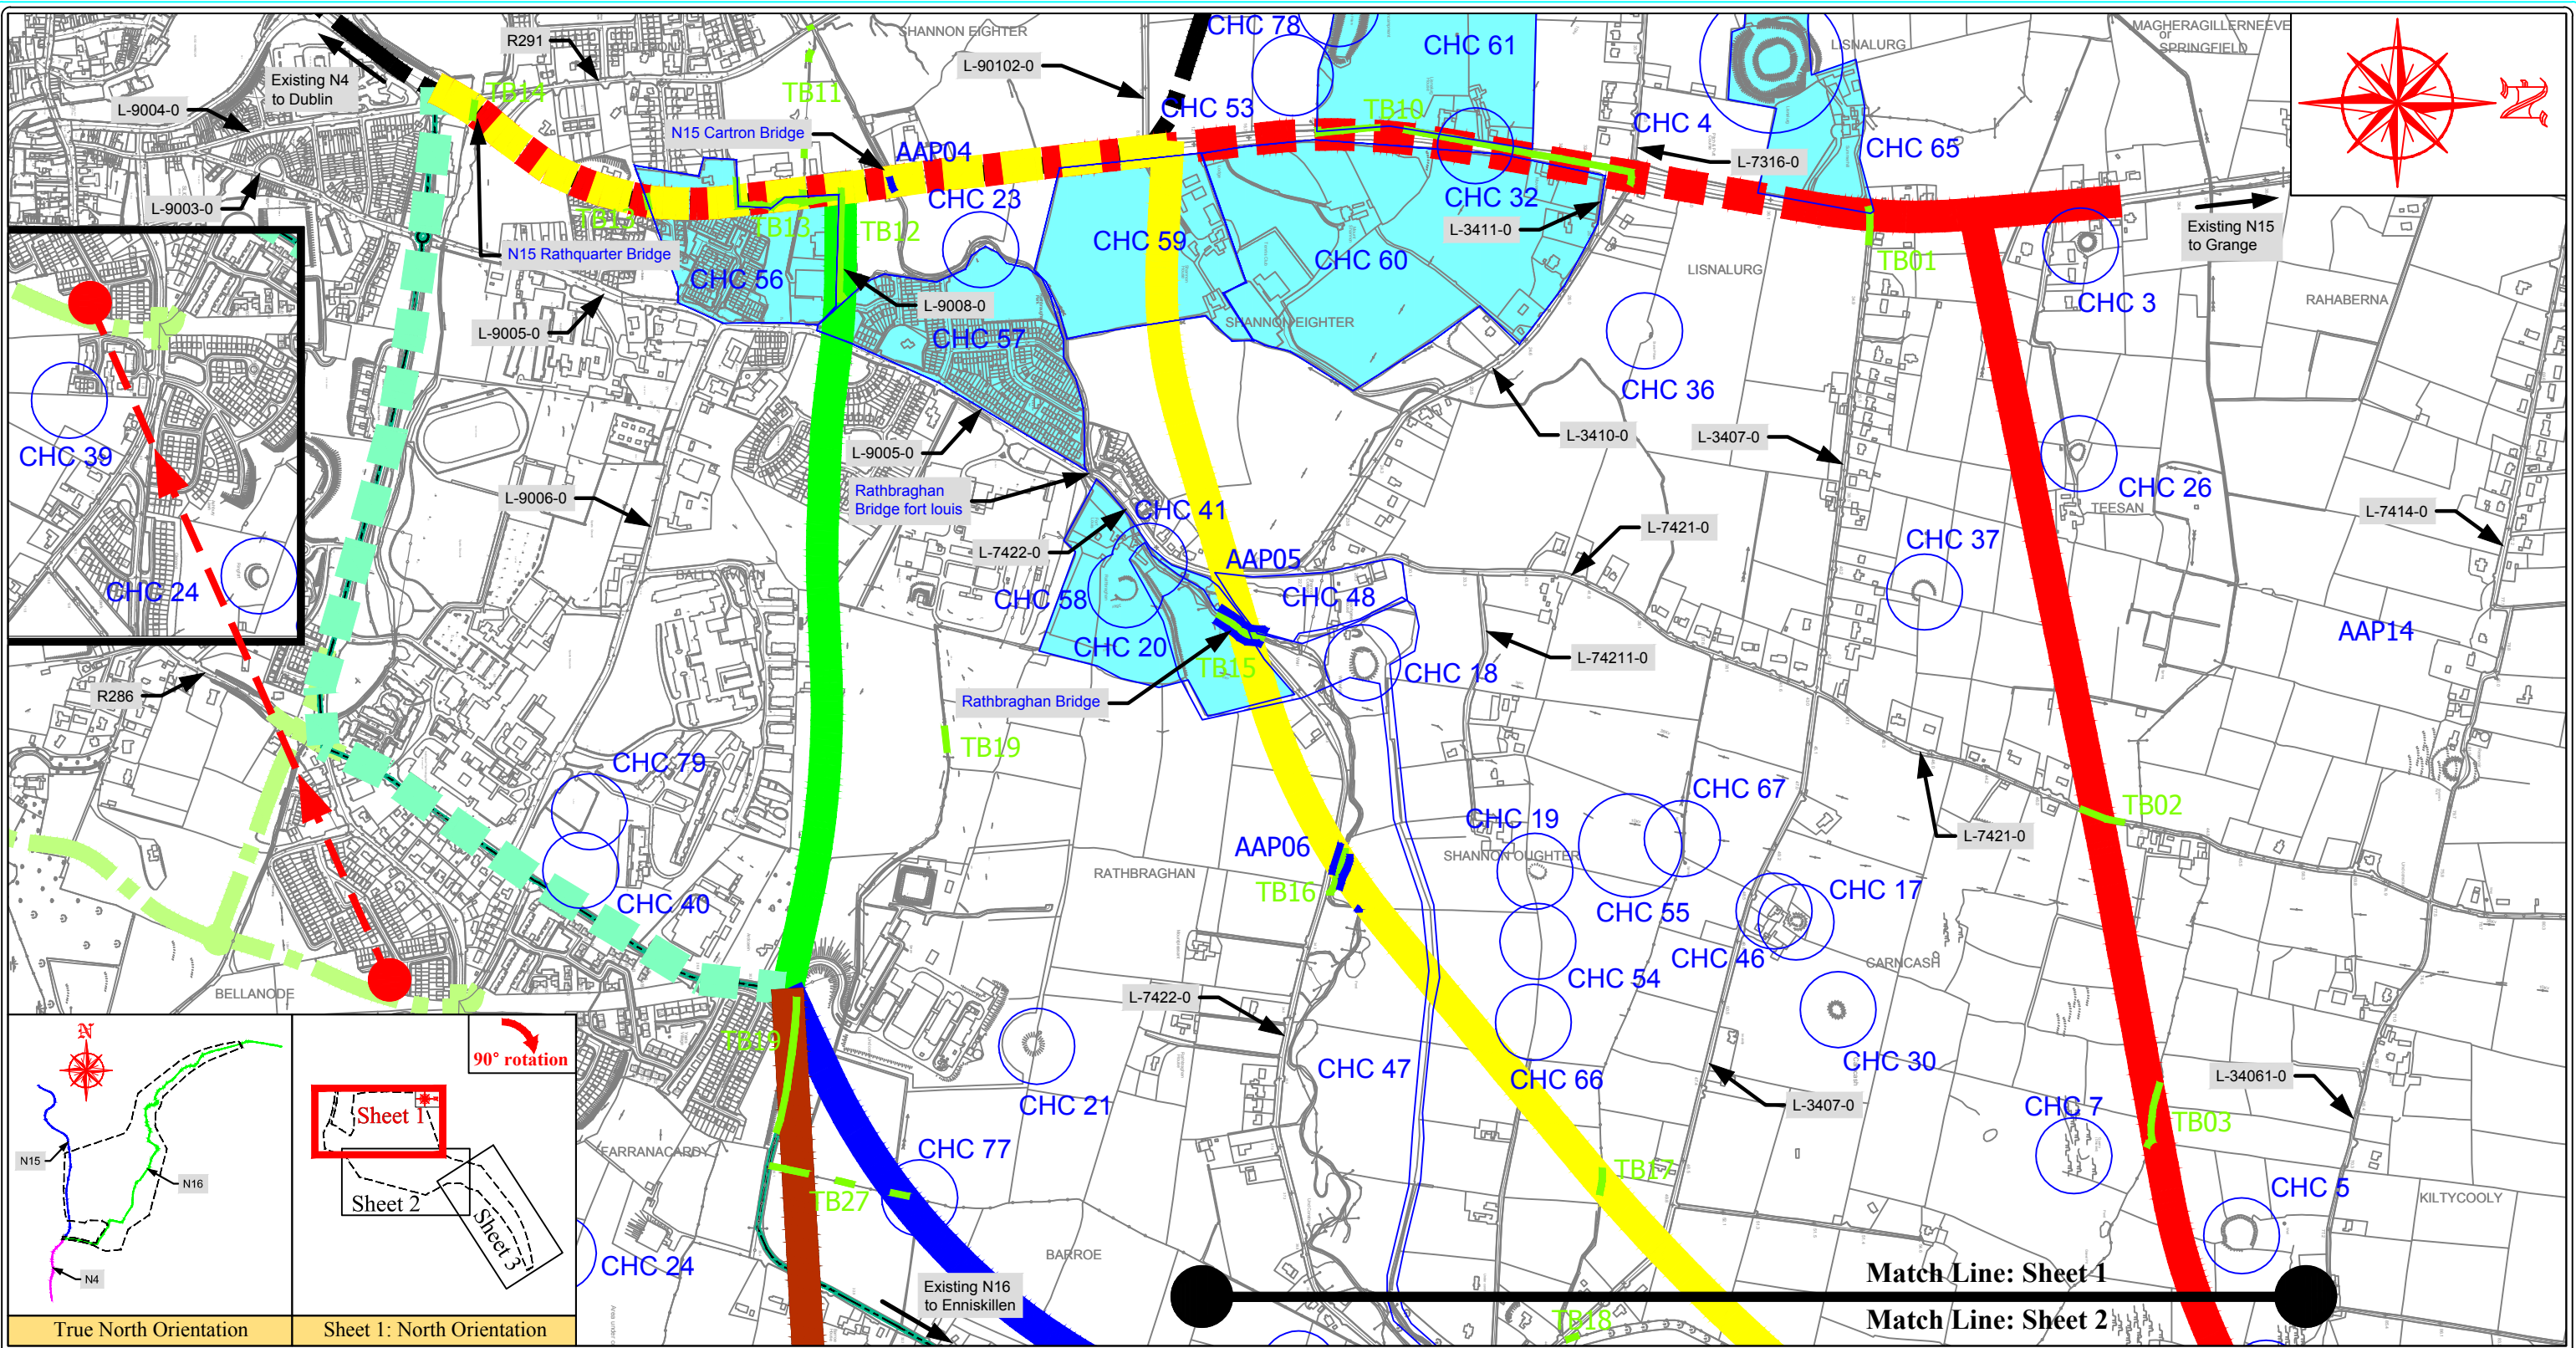 CHC 78
MAGHERAGILLERNEEVE
or
SPRINGFIELD
R291
SHANNON EIGHTER
CHC 61
LISNALURG
N
Existing N4
to Dublin
L-90102-0
TB14
TB11
L-9004-0
CHC 53
TB10
CHC 4
N15 Cartron Bridge
AAP04
CHC 65
L-7316-0
CHC 23
CHC 32
L-9003-0
TB13
TB13
TB12
L-3411-0
Existing N15
to Grange
N15 Rathquarter Bridge
CHC 59
CHC 60
TB01
LISNALURG
CHC 56
L-9008-0
CHC 3
RAHABERNA
L-9005-0
CHC 57
SHANNON EIGHTER
CHC 36
CHC 39
L-9005-0
L-3410-0
L-3407-0
L-9006-0
Rathbraghan
Bridge fort louis
CHC 41
CHC 26
TEESAN
L-7414-0
L-7421-0
L-7422-0
AAP05
CHC 37
CHC 24
CHC 58
CHC 48
CHC 20
AAP14
TB15
L-74211-0
CHC 18
R286
Rathbraghan Bridge
TB19
CHC 79
CHC 67
CHC 19
TB02
AAP06
SHANNON OUGHTER
L-7421-0
RATHBRAGHAN
TB16
CHC 17
CHC 40
CHC 55
CHC 46
CARNCASH
CHC 54
BELLANODE
L-7422-0
TB19
CHC 47
CHC 66
CHC 30
L-34061-0
CHC 21
L-3407-0
CHC 7
TB03
FARRANACARDY
CHC 77
TB17
TB27
CHC 5
KILTYCOOLY
BARROE
CHC 24
Existing N16
to Enniskillen
Match Line: Sheet 1
Match Line: Sheet 2
TB18
N
N15
N16
N4
True North Orientation
90° rotation
Sheet 1
Sheet 2
Sheet 3
Sheet 1: North Orientation